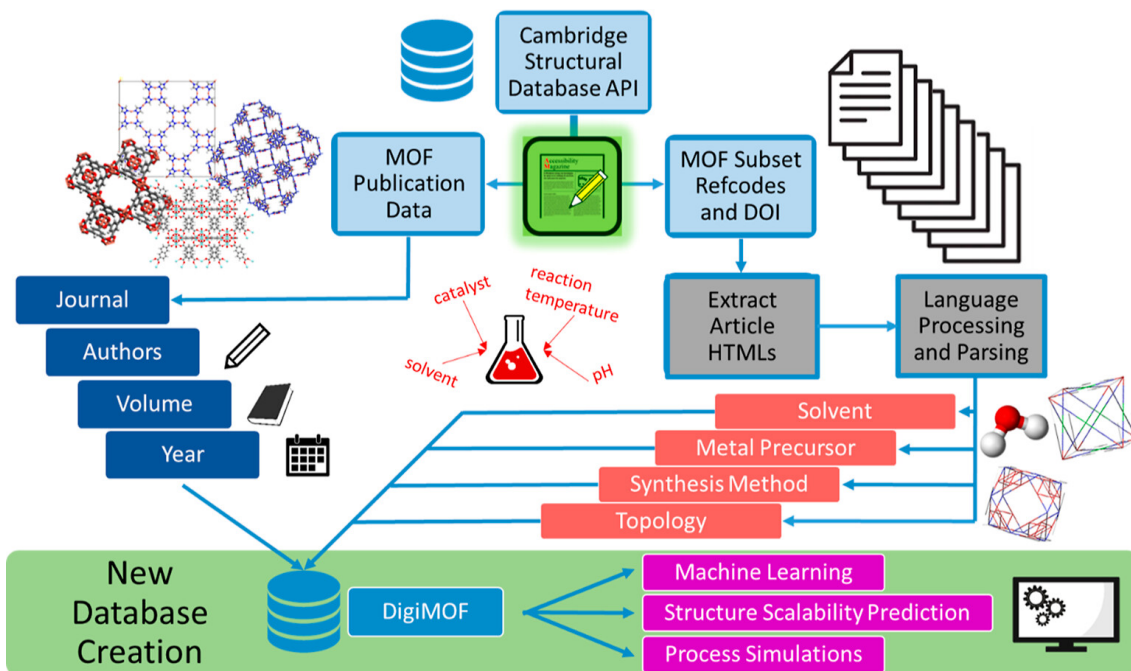 Cambridge
Structural
Database API
MOF
Publication
Data
Accessibility
Magazine
MOF Subset
Refcodes
and DOI
Journal
Authors
Volume
Year
catalyst
reaction
temperature
solvent
pH
Extract
Article
HTMLs
Language
Processing
and Parsing
Solvent
Metal Precursor
Synthesis Method
Topology
New
Database
Creation
DigiMOF
Machine Learning
Structure Scalability Prediction
Process Simulations